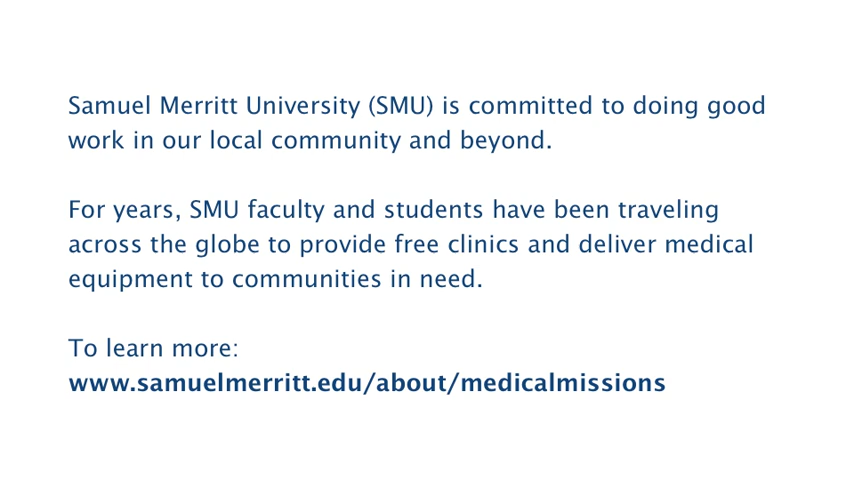 Samuel Merritt University (SMU) is committed to doing good
work in our local community and beyond.
For years, SMU faculty and students have been traveling
across the globe to provide free clinics and deliver medical
equipment to communities in need.
To learn more:
www.samuelmerritt.edu/about/medicalmissions